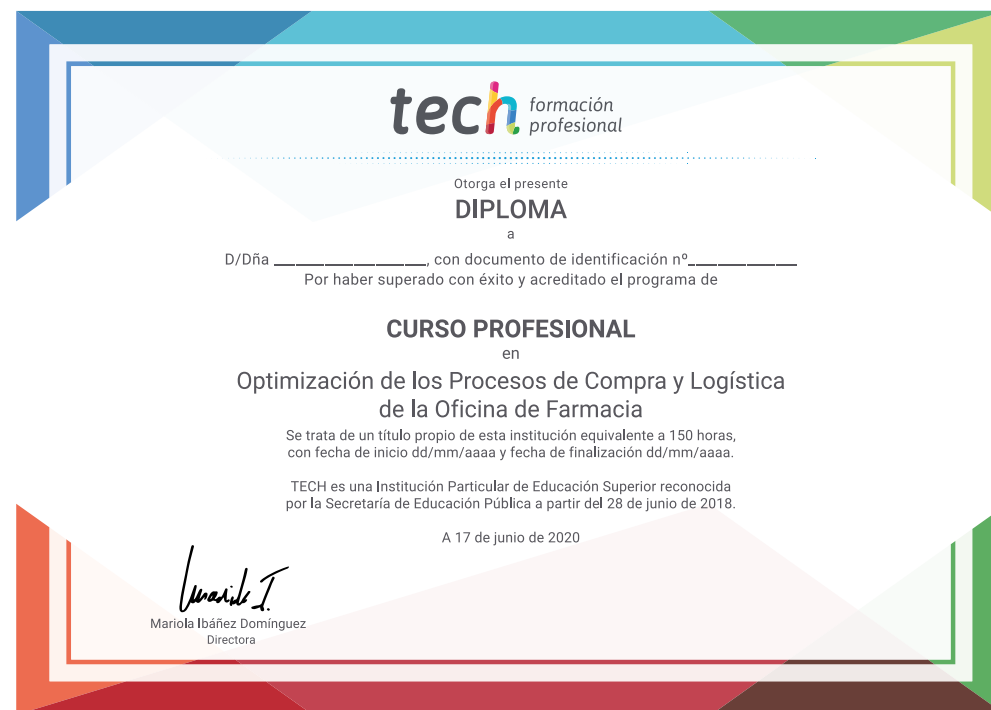 tech formación
profesional
Otorga el presente
DIPLOMA
a
D/Dña ______________, con documento de identificación nº__________
Por haber superado con éxito y acreditado el programa de
CURSO PROFESIONAL
en
Optimización de los Procesos de Compra y Logística
de la Oficina de Farmacia
Se trata de un título propio de esta institución equivalente a 150 horas,
con fecha de inicio dd/mm/aaaa y fecha de finalización dd/mm/aaaa.
TECH es una Institución Particular de Educación Superior reconocida
por la Secretaría de Educación Pública a partir del 28 de junio de 2018.
A 17 de junio de 2020
Mariola Ibáñez Domínguez
Directora